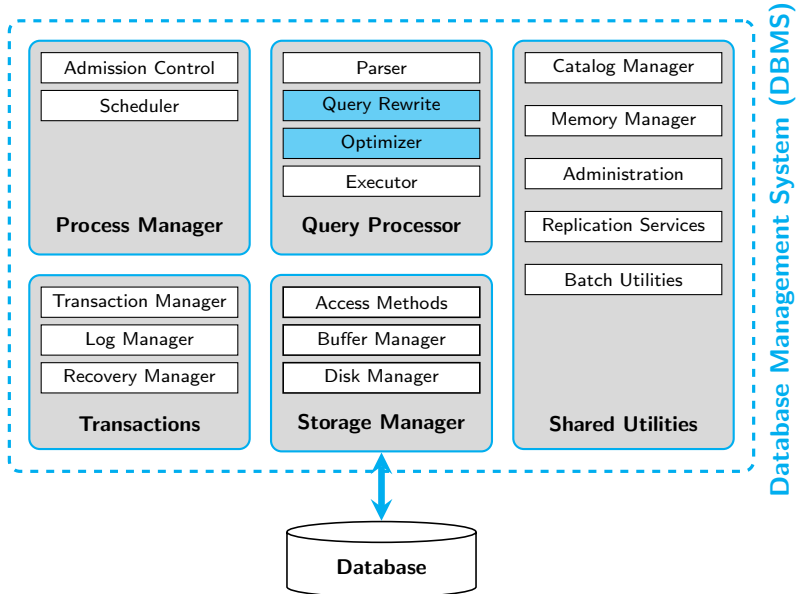 Admission Control
Scheduler
Process Manager
Parser
Query Rewrite
Optimizer
Executor
Query Processor
Catalog Manager
Memory Manager
Administration
Replication Services
Batch Utilities
Shared Utilities
Transaction Manager
Log Manager
Recovery Manager
Transactions
Access Methods
Buffer Manager
Disk Manager
Storage Manager
Database Management System (DBMS)
Database